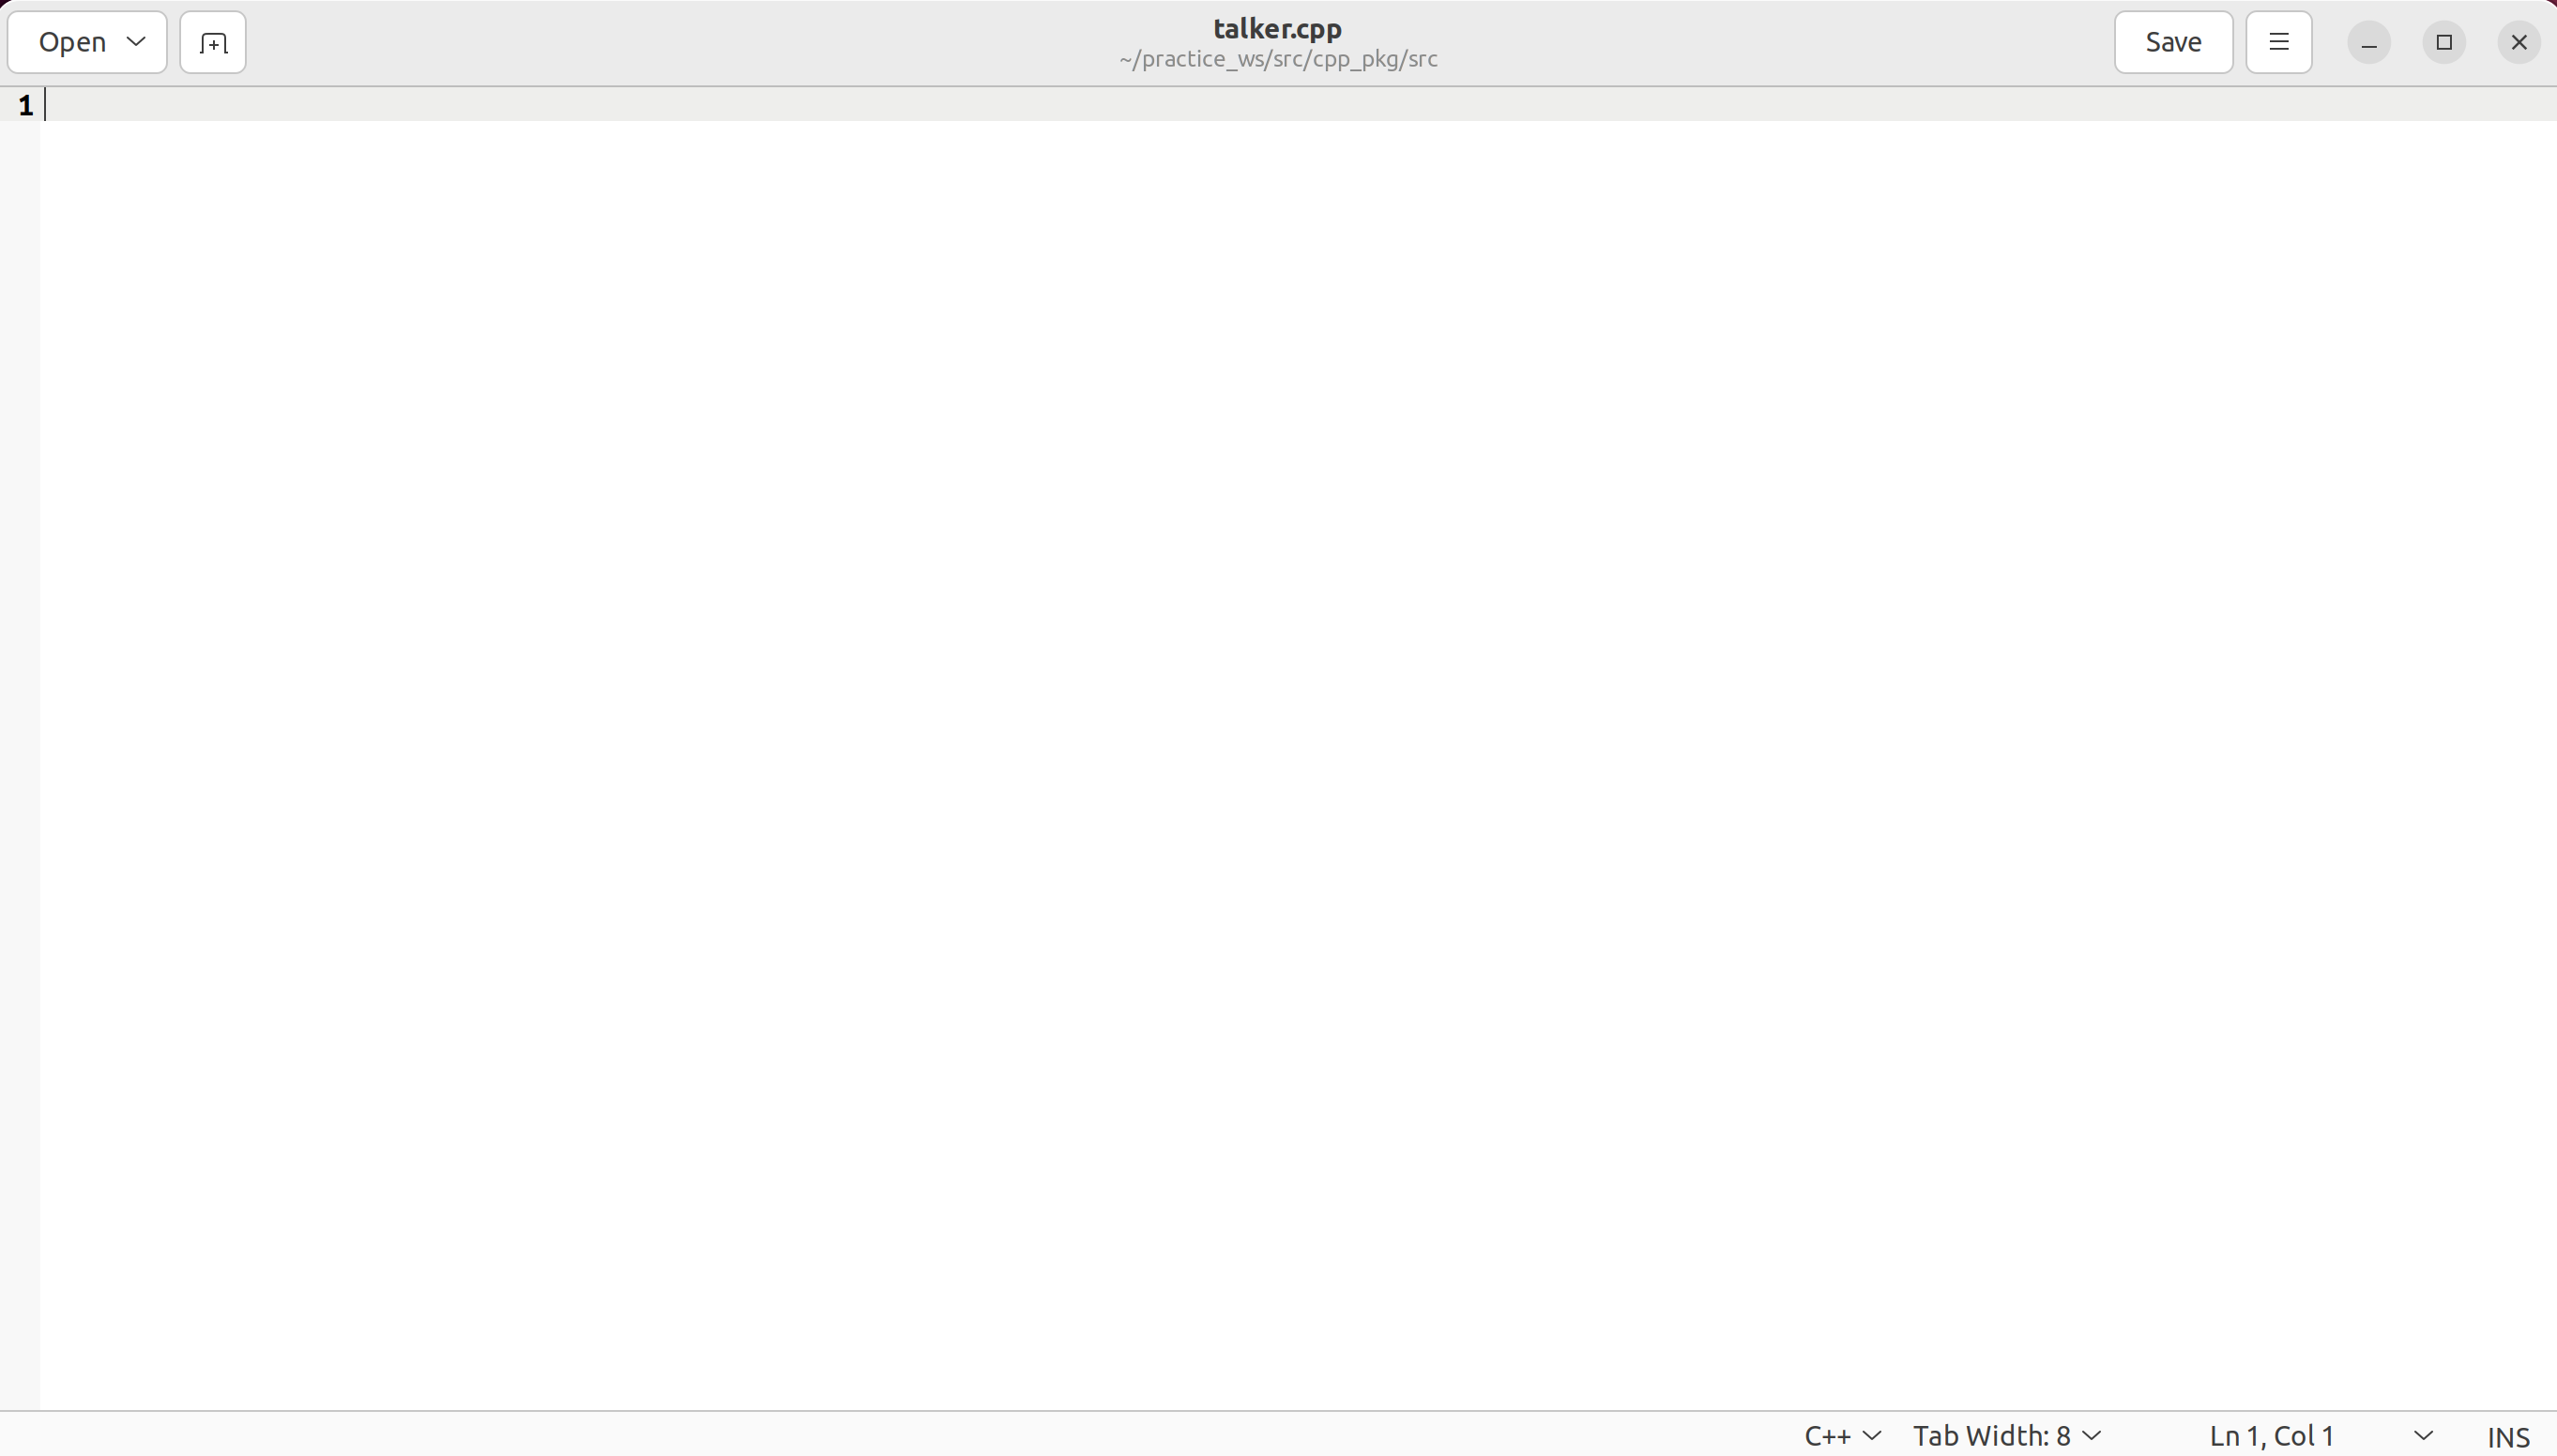 Open
talker.cpp
~/practice_ws/src/cpp_pkg/src
Save
1
C++
Tab Width: 8
Ln 1, Col 1
INS